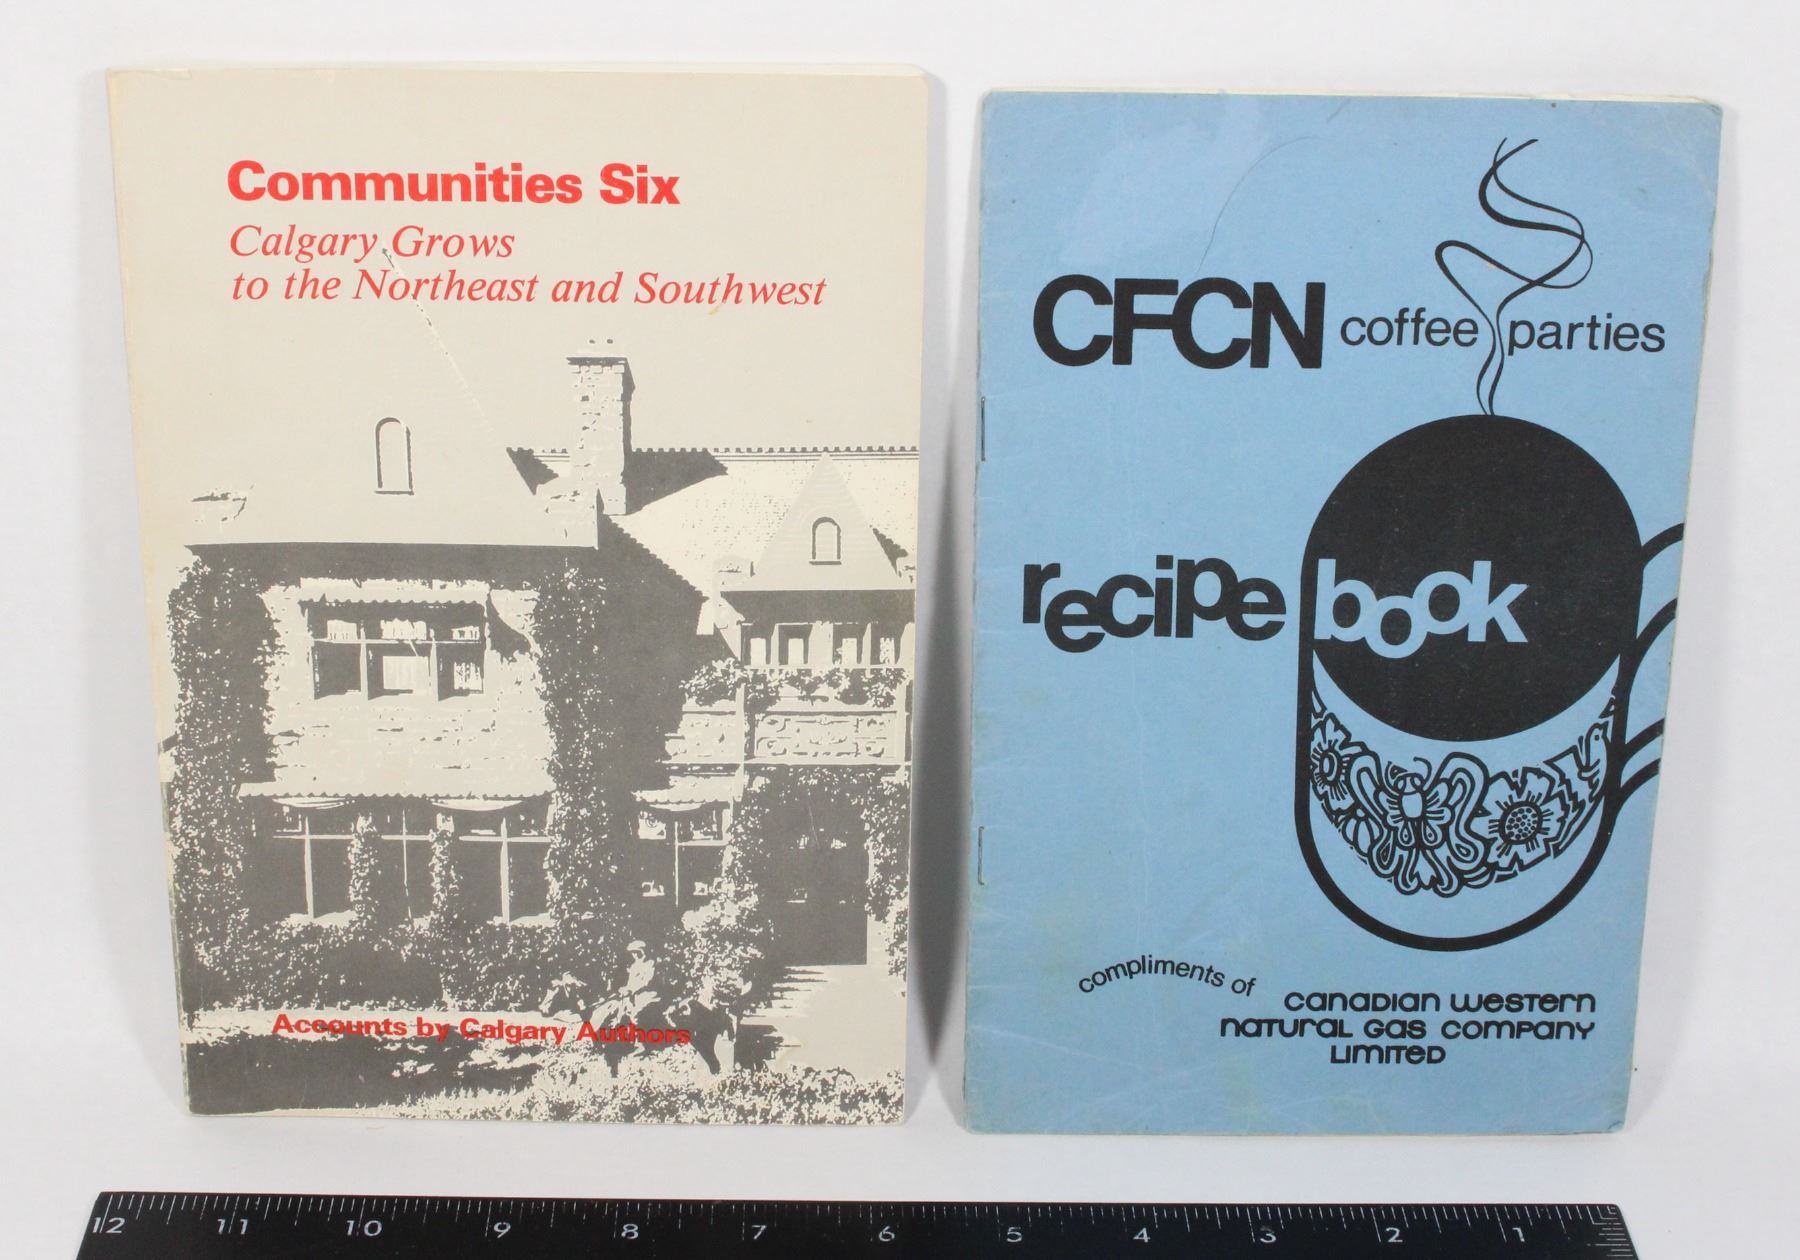 Communities Six
Calgary Grows
to the Northeast and Southwest
Accounts by Calgary Authors
CFCN coffee parties
recipe book
compliments of
canadian western
natural gas company
limited
12 11 10 9 8 7 6 5 4 3 2 1